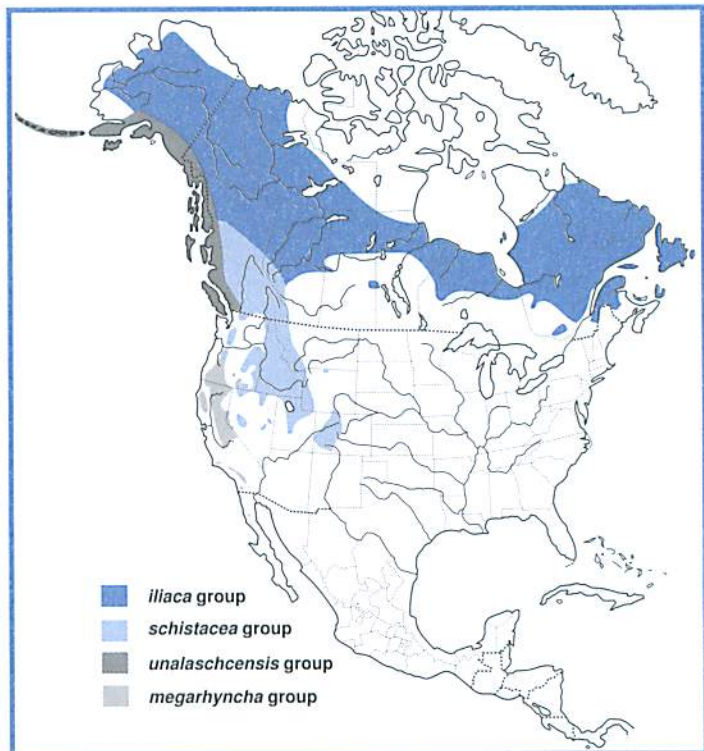 iliaca group
schistacea group
unalaschcensis group
megarhyncha group